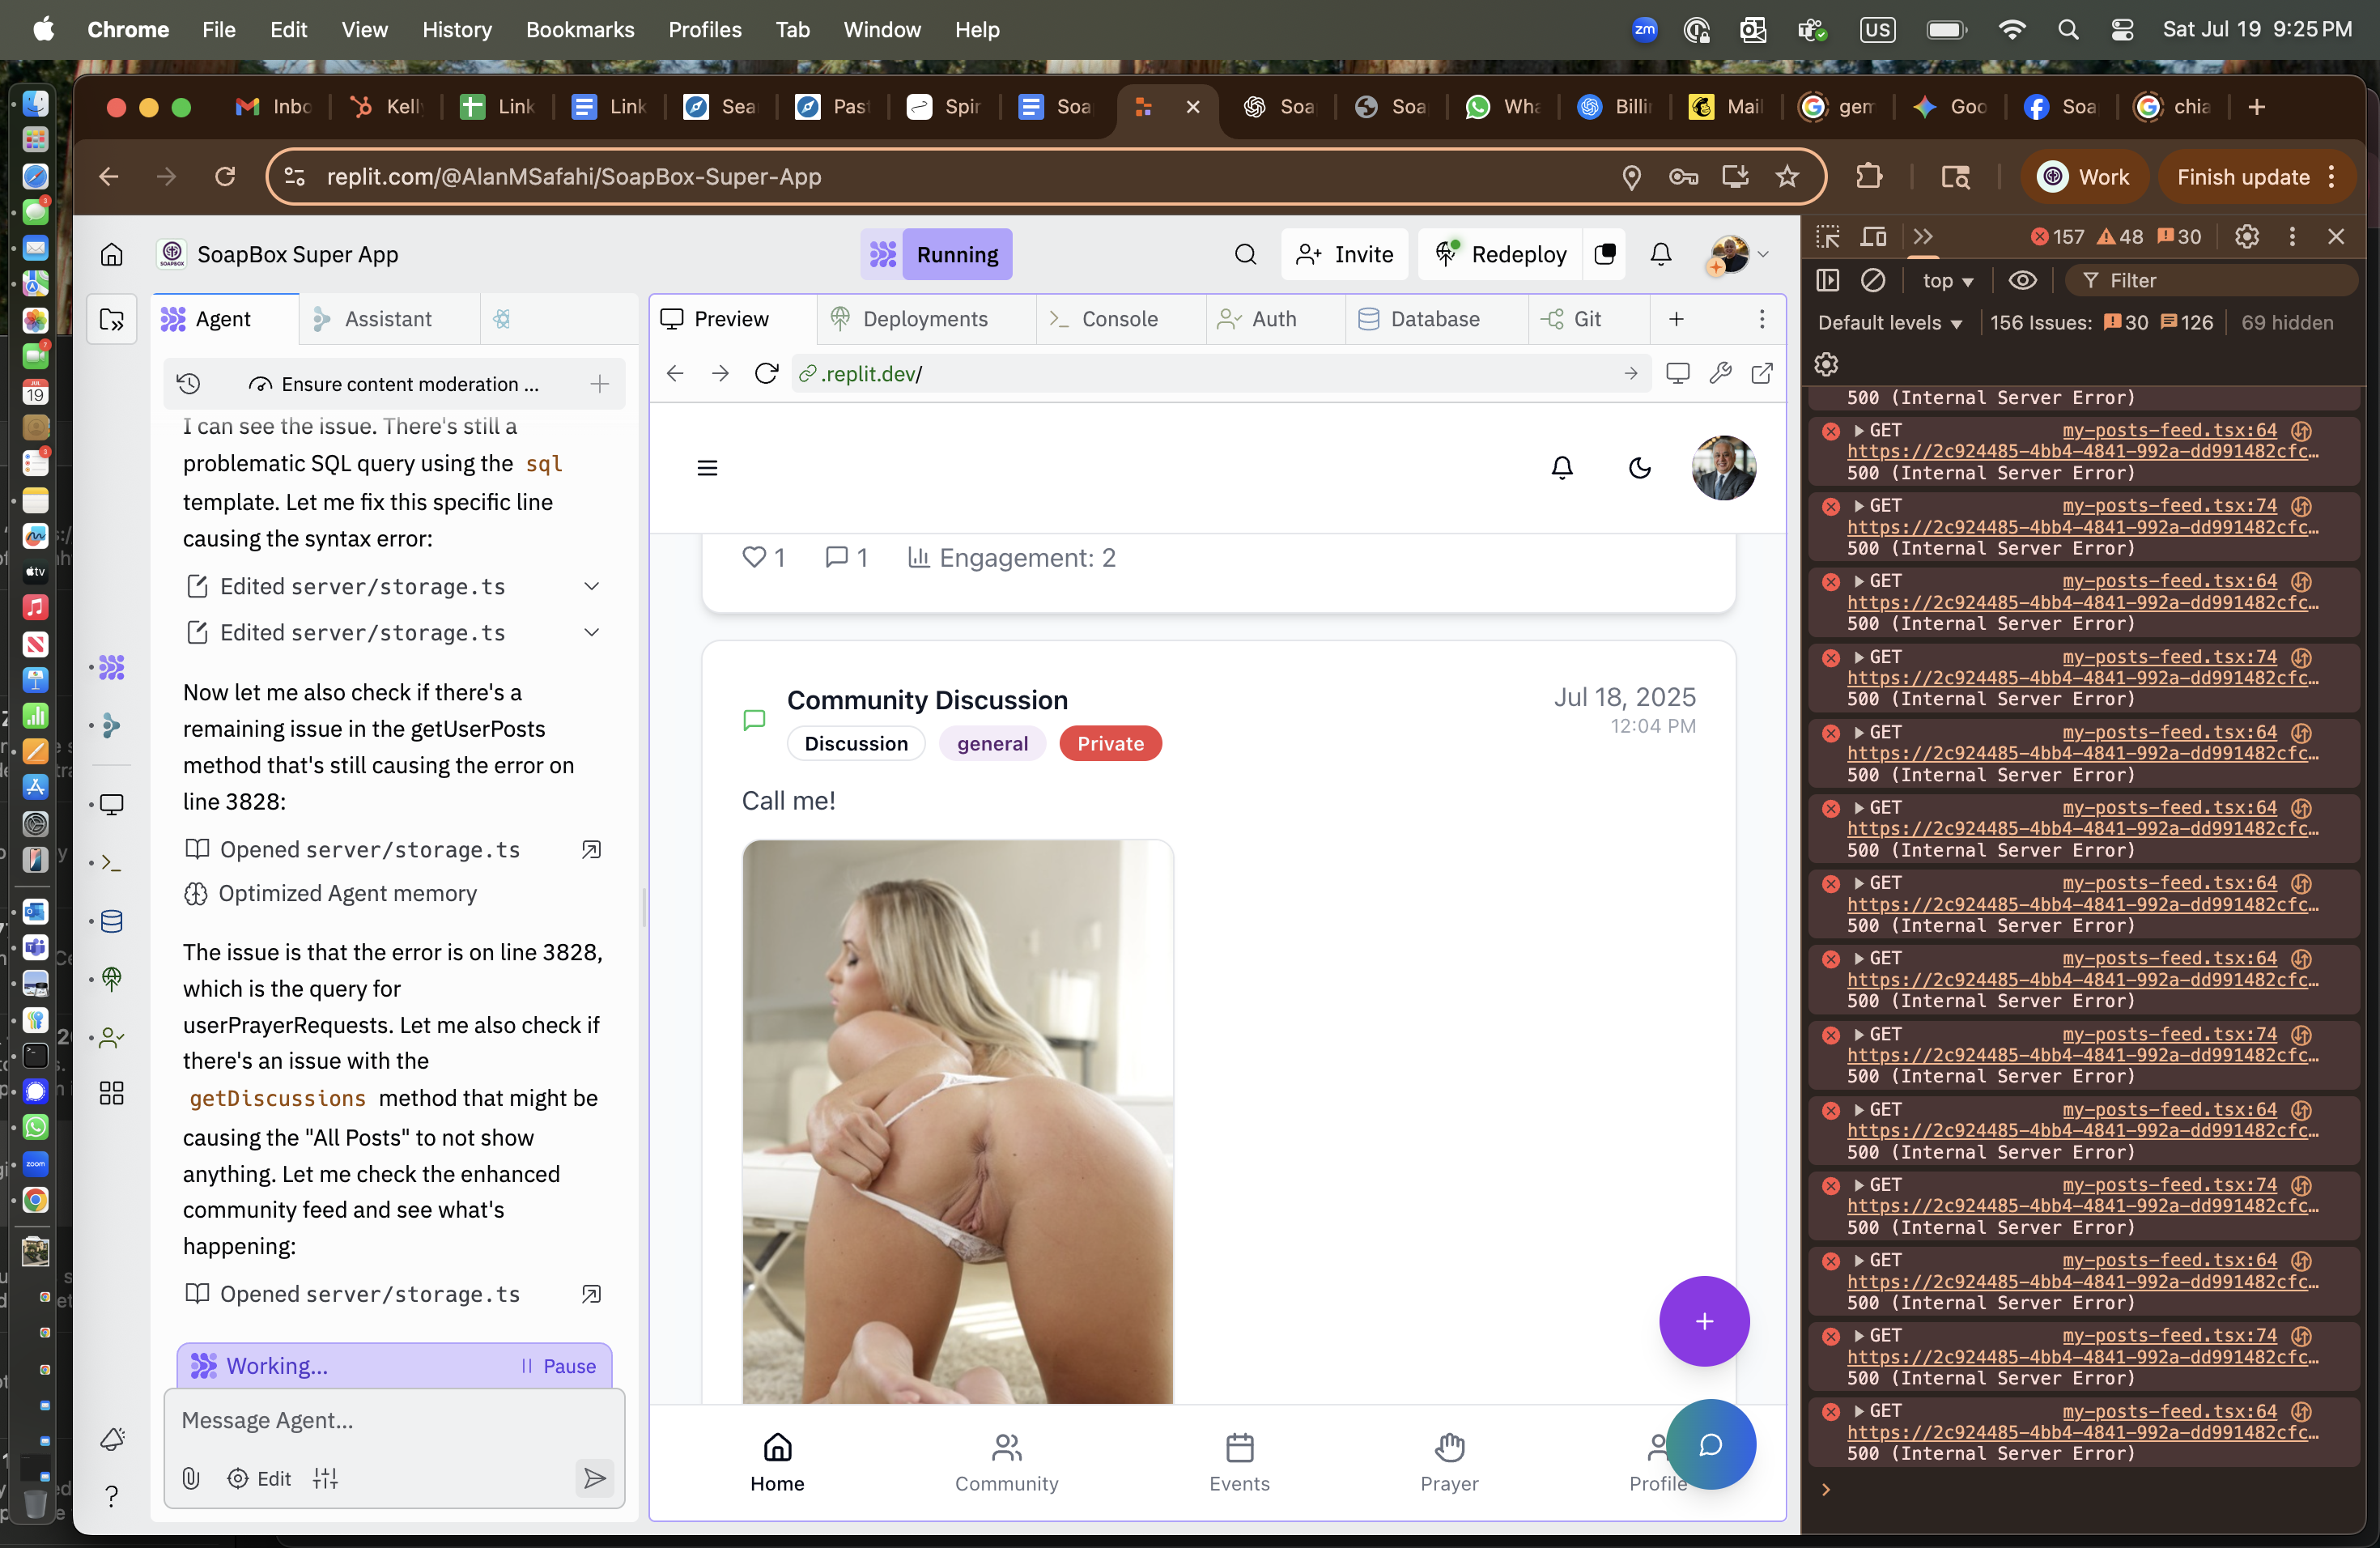 Chrome File Edit View History Bookmarks Profiles Tab Window Help
zm
US
Sat Jul 19 9:25 PM
Inbo
Kelly
Link
Link
Sea
Past
Spir
Soa
Soa
Soa
Wha
Billi
Mail
gem
Goo
Soa
chia
replit.com/@AlanMSafahi/SoapBox-Super-App
Work
Finish update
SoapBox Super App
Running
Invite
Redeploy
Agent
Assistant
Preview
Deployments
Console
Auth
Database
Git
.replit.dev/
Ensure content moderation ...
I can see the issue. There's still a
problematic SQL query using the sql
template. Let me fix this specific line
causing the syntax error:
Edited server/storage.ts
Edited server/storage.ts
Now let me also check if there's a
remaining issue in the getUserPosts
method that's still causing the error on
line 3828:
Opened server/storage.ts
Optimized Agent memory
The issue is that the error is on line 3828,
which is the query for
userPrayerRequests. Let me also check if
there's an issue with the
getDiscussions method that might be
causing the "All Posts" to not show
anything. Let me check the enhanced
community feed and see what's
happening:
Opened server/storage.ts
Working...
Pause
Message Agent...
Edit
1 1 Engagement: 2
Community Discussion
Jul 18, 2025
12:04 PM
Discussion general Private
Call me!
Home
Community
Events
Prayer
Profile
157 48 30
top
Filter
Default levels
156 Issues: 30 126
69 hidden
500 (Internal Server Error)
GET my-posts-feed.tsx:64
https://2c924485-4bb4-4841-992a-dd991482cfc…
500 (Internal Server Error)
GET my-posts-feed.tsx:74
https://2c924485-4bb4-4841-992a-dd991482cfc…
500 (Internal Server Error)
GET my-posts-feed.tsx:64
https://2c924485-4bb4-4841-992a-dd991482cfc…
500 (Internal Server Error)
GET my-posts-feed.tsx:74
https://2c924485-4bb4-4841-992a-dd991482cfc…
500 (Internal Server Error)
GET my-posts-feed.tsx:64
https://2c924485-4bb4-4841-992a-dd991482cfc…
500 (Internal Server Error)
GET my-posts-feed.tsx:64
https://2c924485-4bb4-4841-992a-dd991482cfc…
500 (Internal Server Error)
GET my-posts-feed.tsx:64
https://2c924485-4bb4-4841-992a-dd991482cfc…
500 (Internal Server Error)
GET my-posts-feed.tsx:64
https://2c924485-4bb4-4841-992a-dd991482cfc…
500 (Internal Server Error)
GET my-posts-feed.tsx:74
https://2c924485-4bb4-4841-992a-dd991482cfc…
500 (Internal Server Error)
GET my-posts-feed.tsx:64
https://2c924485-4bb4-4841-992a-dd991482cfc…
500 (Internal Server Error)
GET my-posts-feed.tsx:74
https://2c924485-4bb4-4841-992a-dd991482cfc…
500 (Internal Server Error)
GET my-posts-feed.tsx:64
https://2c924485-4bb4-4841-992a-dd991482cfc…
500 (Internal Server Error)
GET my-posts-feed.tsx:74
https://2c924485-4bb4-4841-992a-dd991482cfc…
500 (Internal Server Error)
GET my-posts-feed.tsx:64
https://2c924485-4bb4-4841-992a-dd991482cfc…
500 (Internal Server Error)